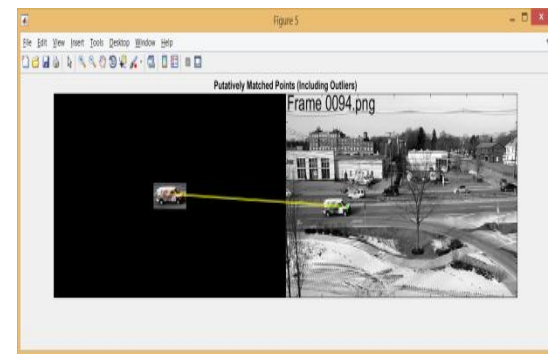 Figure 5
File Edit View Insert Tools Desktop Window Help
Putatively Matched Points (Including Outliers)
Frame 0094.png